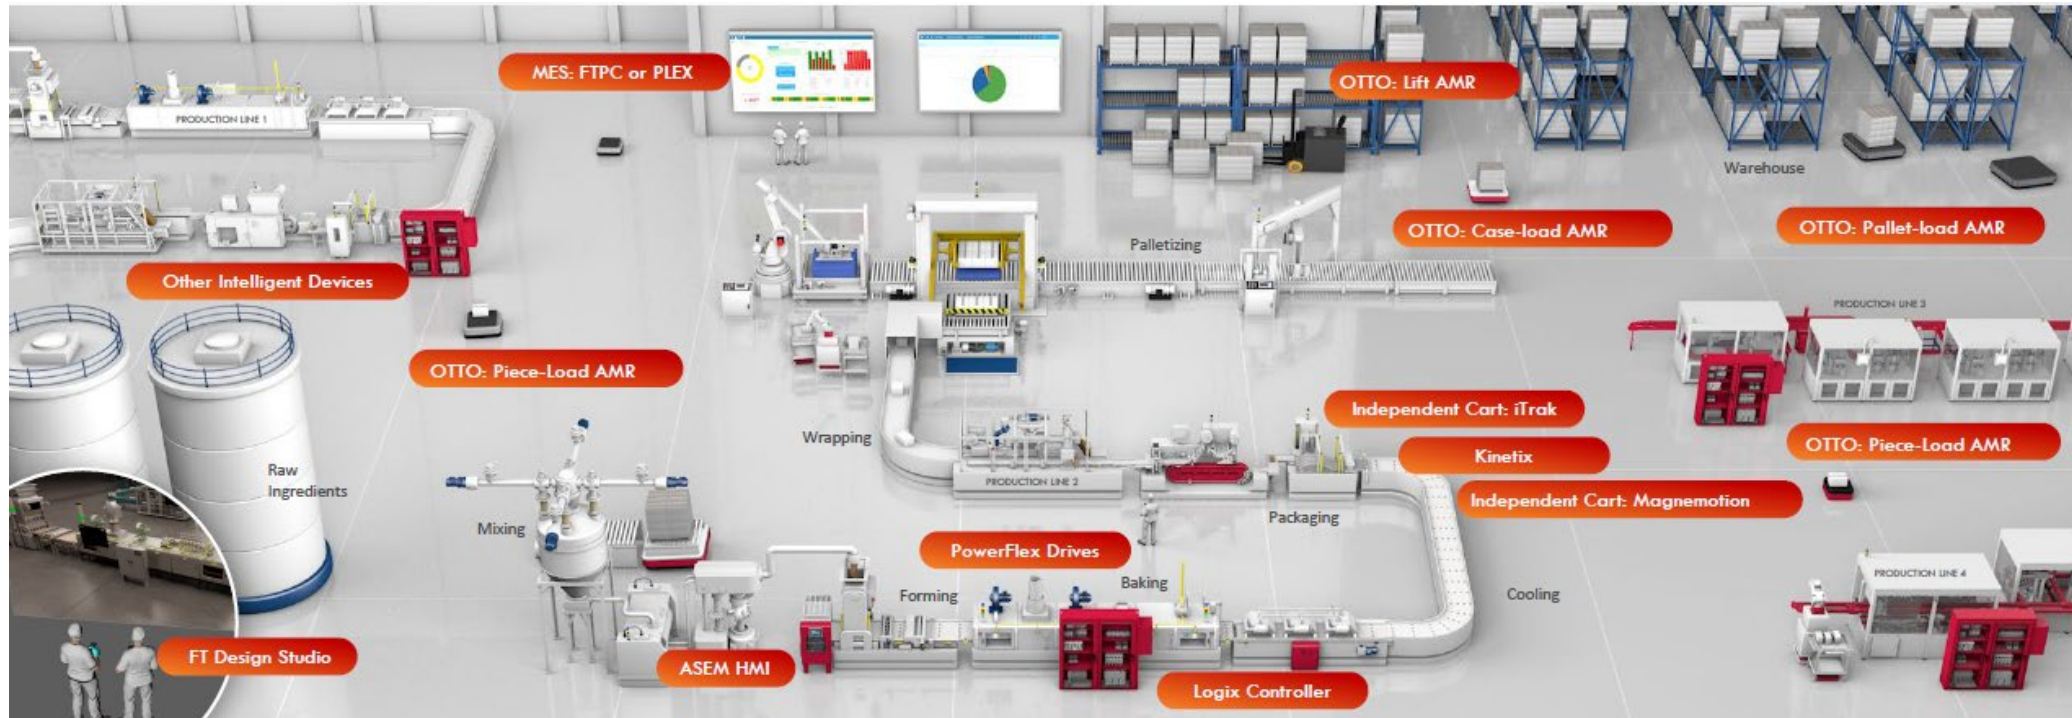 MES: FTPC or PLEX
OTTO: Lift AMR
PRODUCTION LINE 1
Warehouse
OTTO: Case-load AMR
OTTO: Pallet-load AMR
Palletizing
Other Intelligent Devices
PRODUCTION LINE 3
OTTO: Piece-Load AMR
Independent Cart: iTrak
Wrapping
OTTO: Piece-Load AMR
Kinetix
Raw
Ingredients
PRODUCTION LINE 2
Independent Cart: Magnemotion
Mixing
Packaging
PowerFlex Drives
PRODUCTION LINE 4
Baking
Forming
Cooling
FT Design Studio
ASEM HMI
Logix Controller